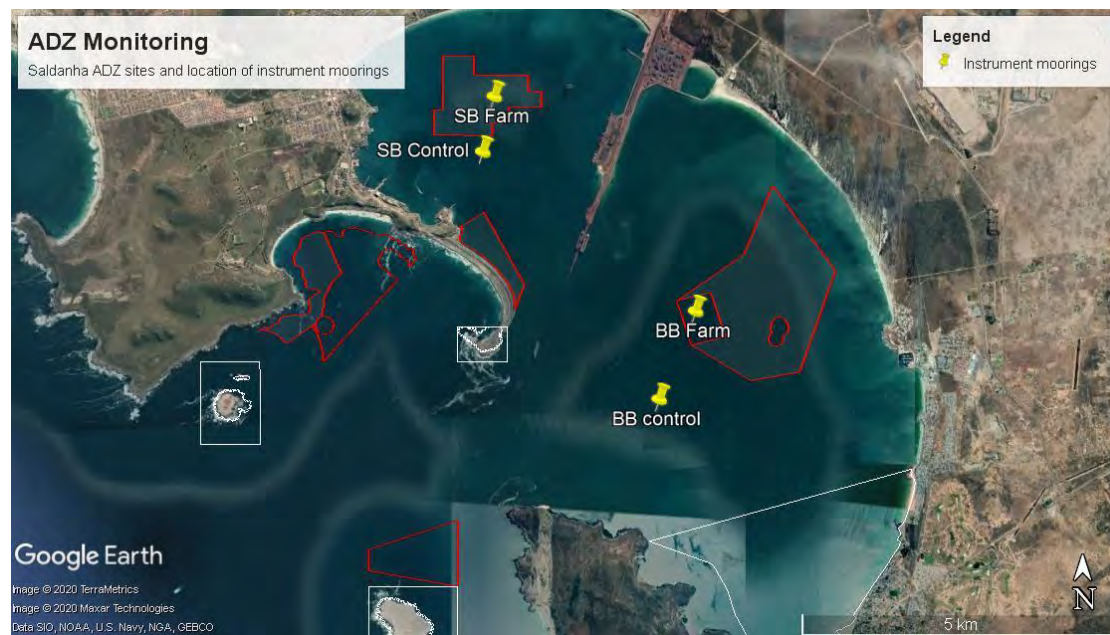 ADZ Monitoring
Saldanha ADZ sites and location of instrument moorings
Legend
Instrument moorings
SB Farm
SB Control
BB Farm
BB control
Google Earth
Image © 2020 TerraMetrics
Image © 2020 Maxar Technologies
Data SIO, NOAA, U.S. Navy, NGA, GEBCO
N
5 km